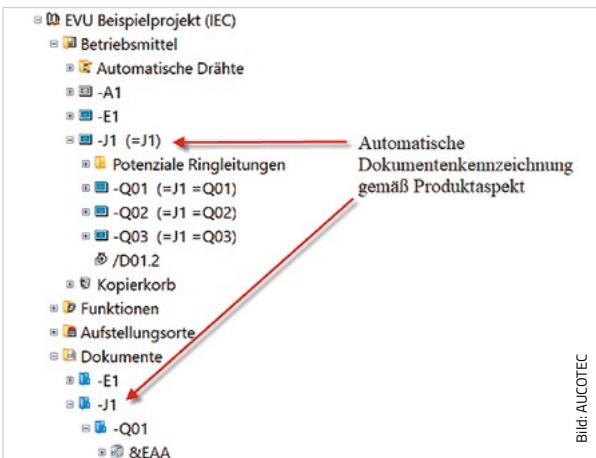 EVU Beispielprojekt (IEC)
Betriebsmittel
Automatische Drähte
-A1
-E1
-J1 (=J1)
Potenziale Ringleitungen
-Q01 (=J1 =Q01)
-Q02 (=J1 =Q02)
-Q03 (=J1 =Q03)
/D01.2
Kopierkorb
Funktionen
Aufstellungsorte
Dokumente
-E1
-J1
-Q01
&EAA
Automatische
Dokumentenkennzeichnung
gemäß Produktaspekt
Bild: AUCOTEC